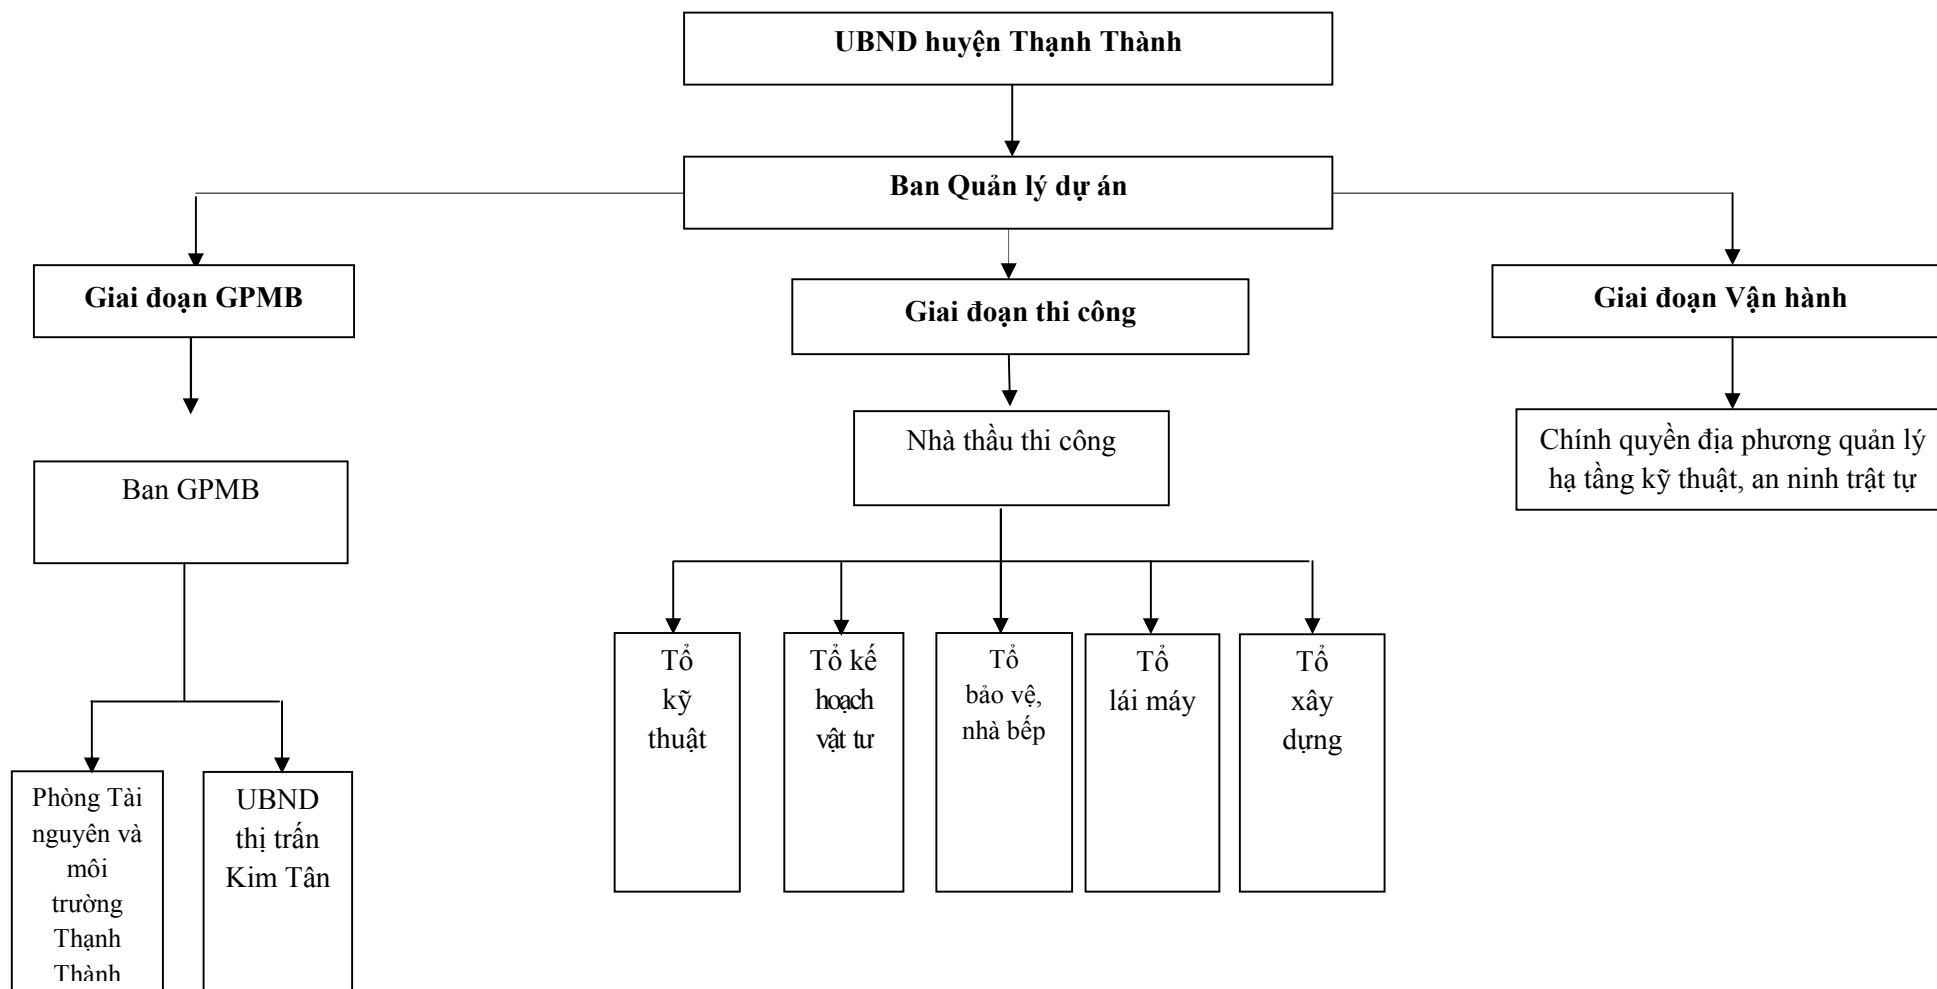 UBND huyện Thạnh Thành
Ban Quản lý dự án
Giai đoạn GPMB
Giai đoạn thi công
Giai đoạn Vận hành
Ban GPMB
Nhà thầu thi công
Chính quyền địa phương quản lý
hạ tầng kỹ thuật, an ninh trật tự
Phòng Tài
nguyên và
môi
trường
Thạnh
Thành
UBND
thị trấn
Kim Tân
Tổ
kỹ
thuật
Tổ kế
hoạch
vật tư
Tổ
bảo vệ,
nhà bếp
Tổ
lái máy
Tổ
xây
dựng